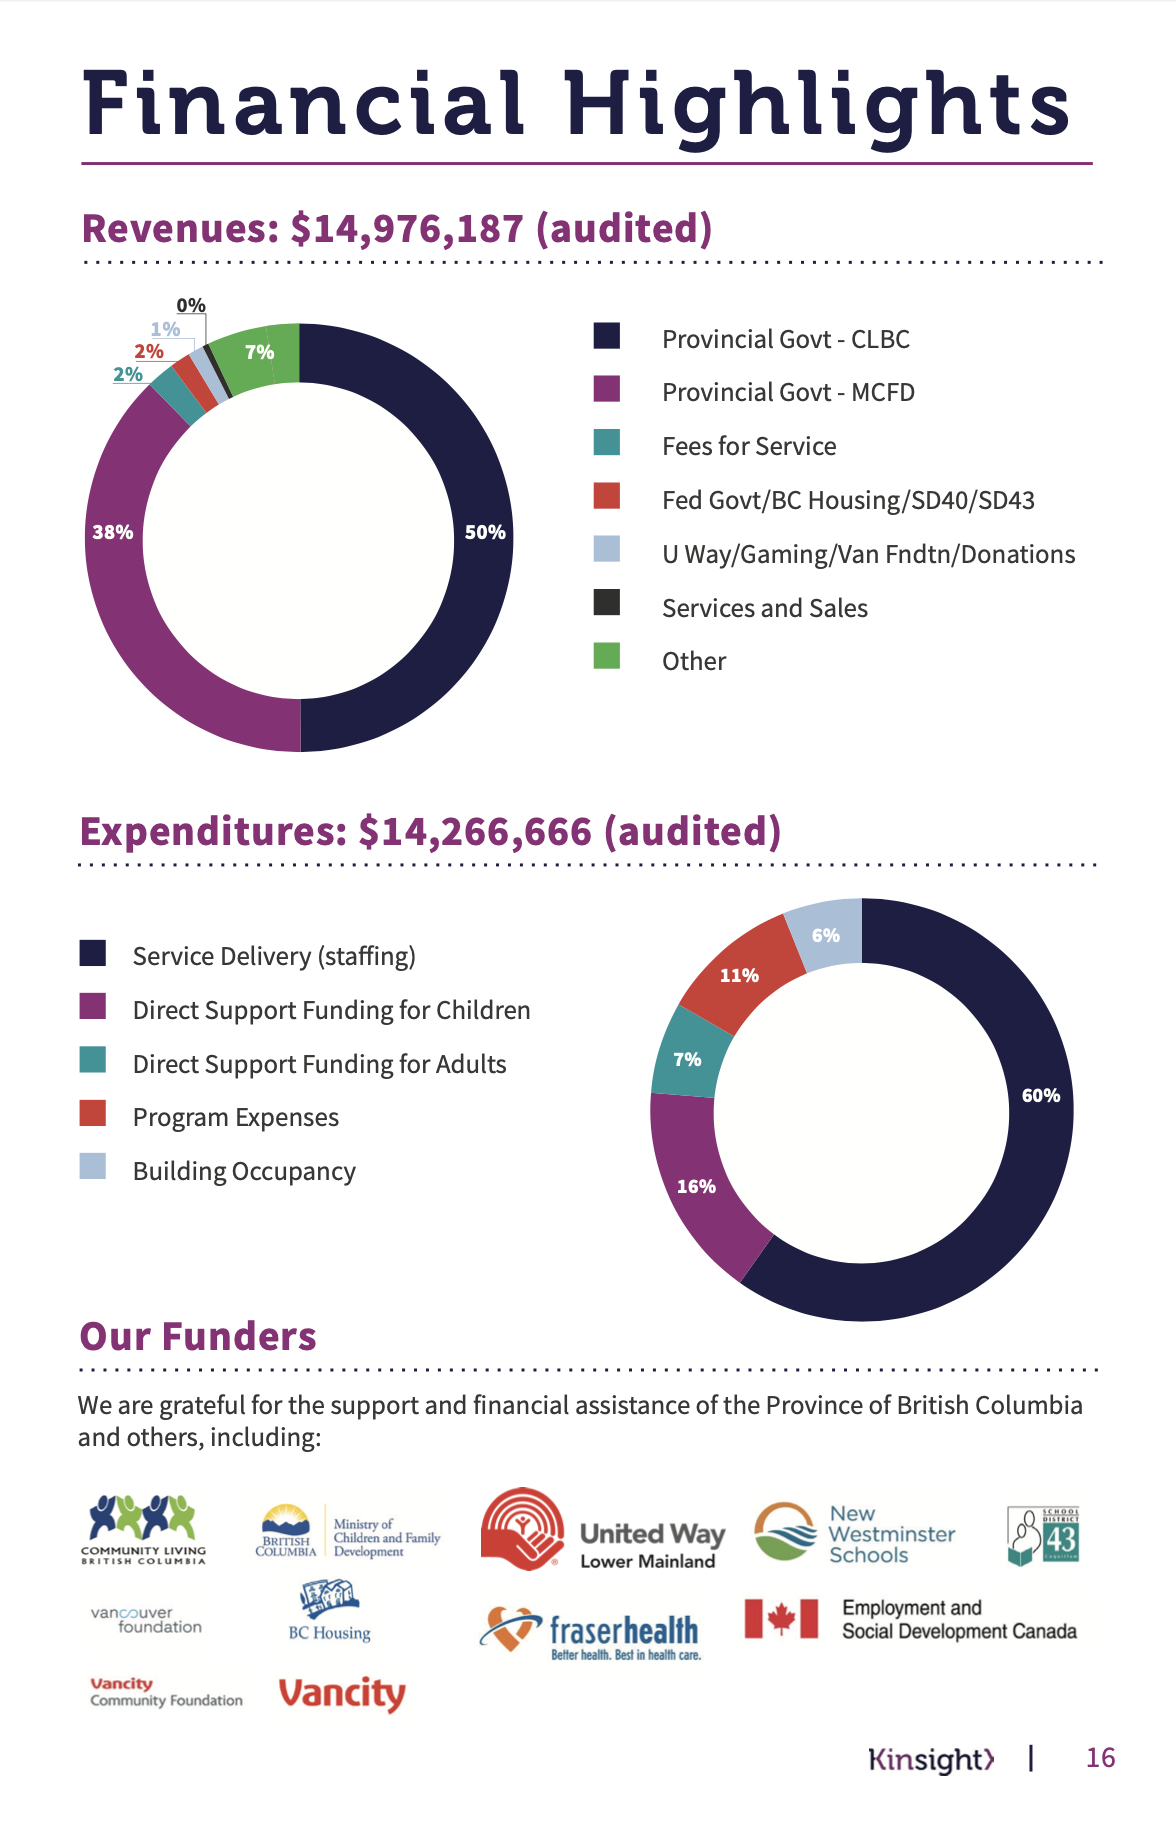 Financial Highlights
Revenues: $14,976,187 (audited)
0%
1%
2%
2%
7%
38%
50%
Provincial Govt - CLBC
Provincial Govt - MCFD
Fees for Service
Fed Govt/BC Housing/SD40/SD43
U Way/Gaming/Van Fndtn/Donations
Services and Sales
Other
Expenditures: $14,266,666 (audited)
Service Delivery (staffing)
Direct Support Funding for Children
Direct Support Funding for Adults
Program Expenses
Building Occupancy
6%
11%
7%
60%
16%
Our Funders
We are grateful for the support and financial assistance of the Province of British Columbia
and others, including:
COMMUNITY LIVING
BRITISH COLUMBIA
BRITISH
COLUMBIA
Ministry of
Children and Family
Development
United Way
Lower Mainland
New
Westminster
Schools
SCHOOL
DISTRICT
43
Coquitlam
vancouver
foundation
BC Housing
fraserhealth
Better health. Best in health care.
Employment and
Social Development Canada
Vancity
Community Foundation
Vancity
Kinsight
16